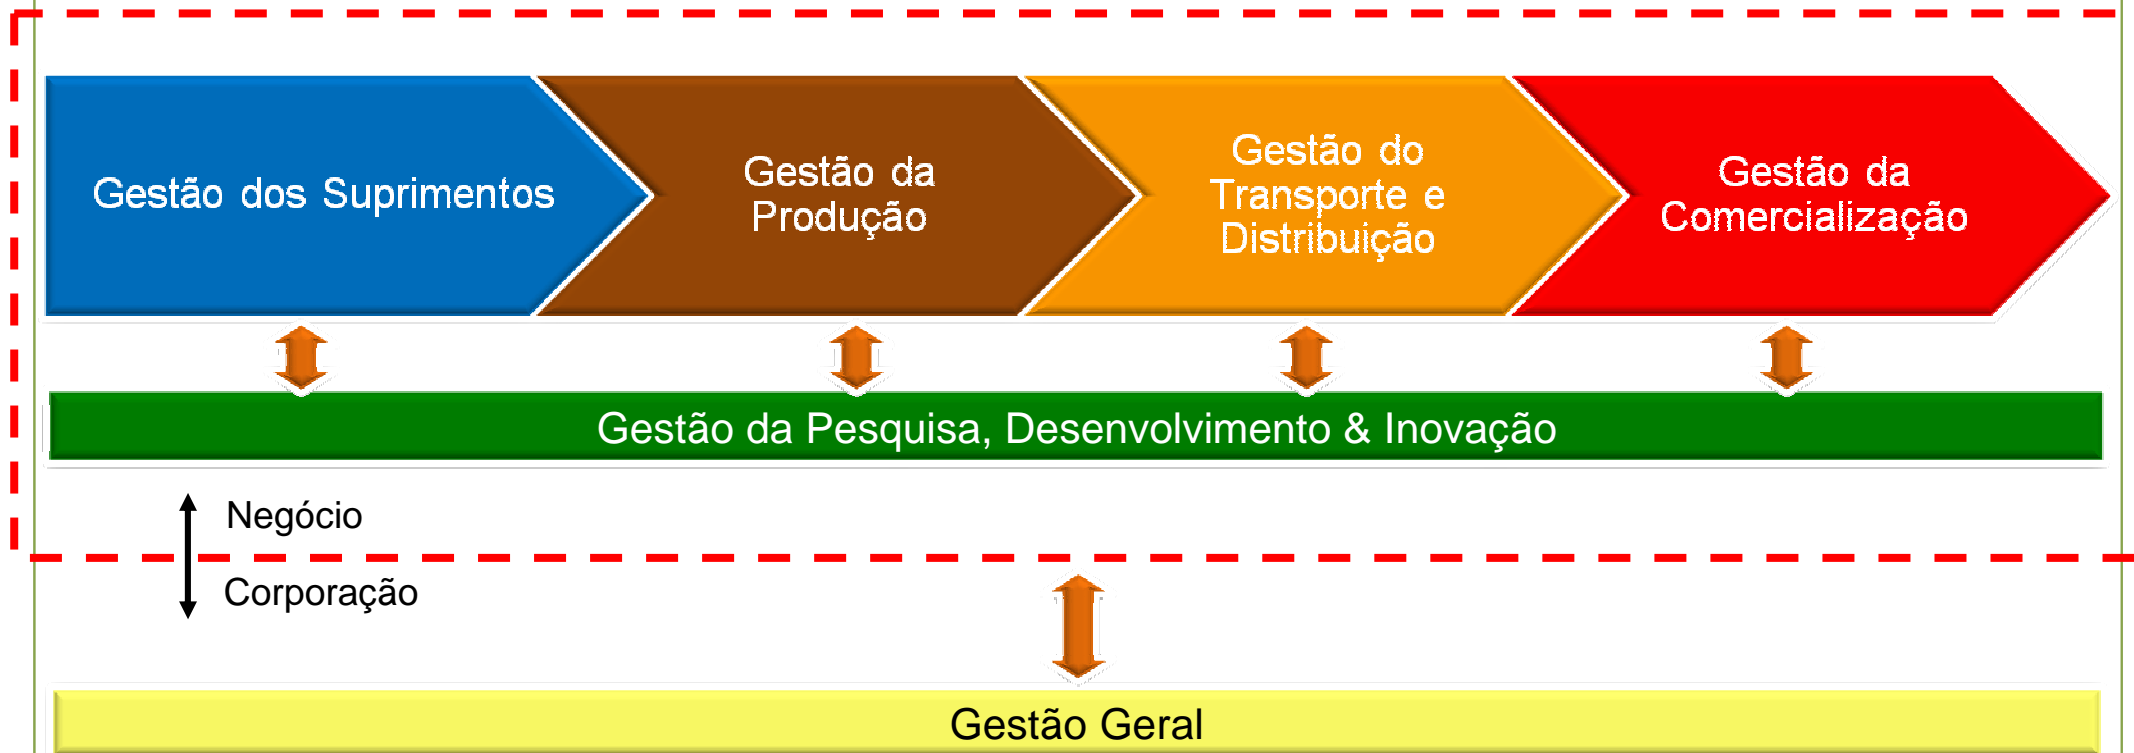 Gestão dos Suprimentos
Gestão da
Produção
Gestão do
Transporte e
Distribuição
Gestão da
Comercialização
Gestão da Pesquisa, Desenvolvimento & Inovação
Negócio
Corporação
Gestão Geral